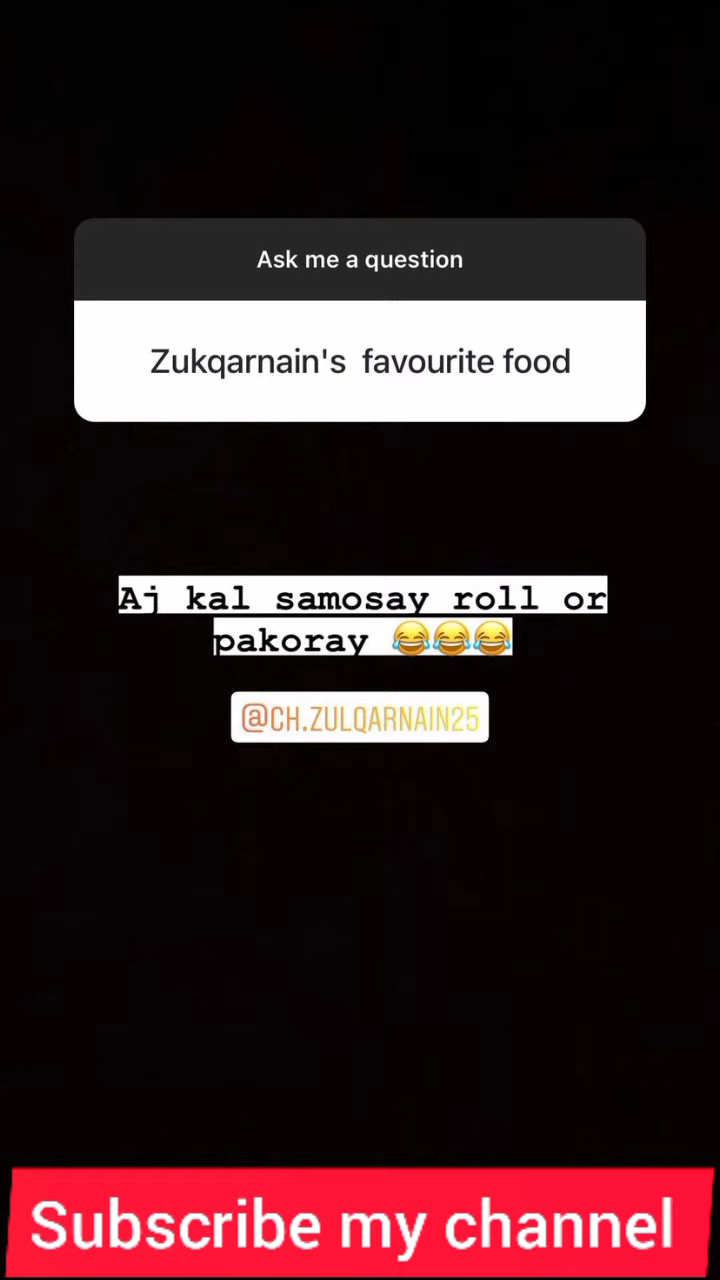 Ask me a question
Zukqarnain's favourite food
Aj kal samosay roll or
pakoray 😂😂😂
@CH.ZULQARNAIN25
Subscribe my channel